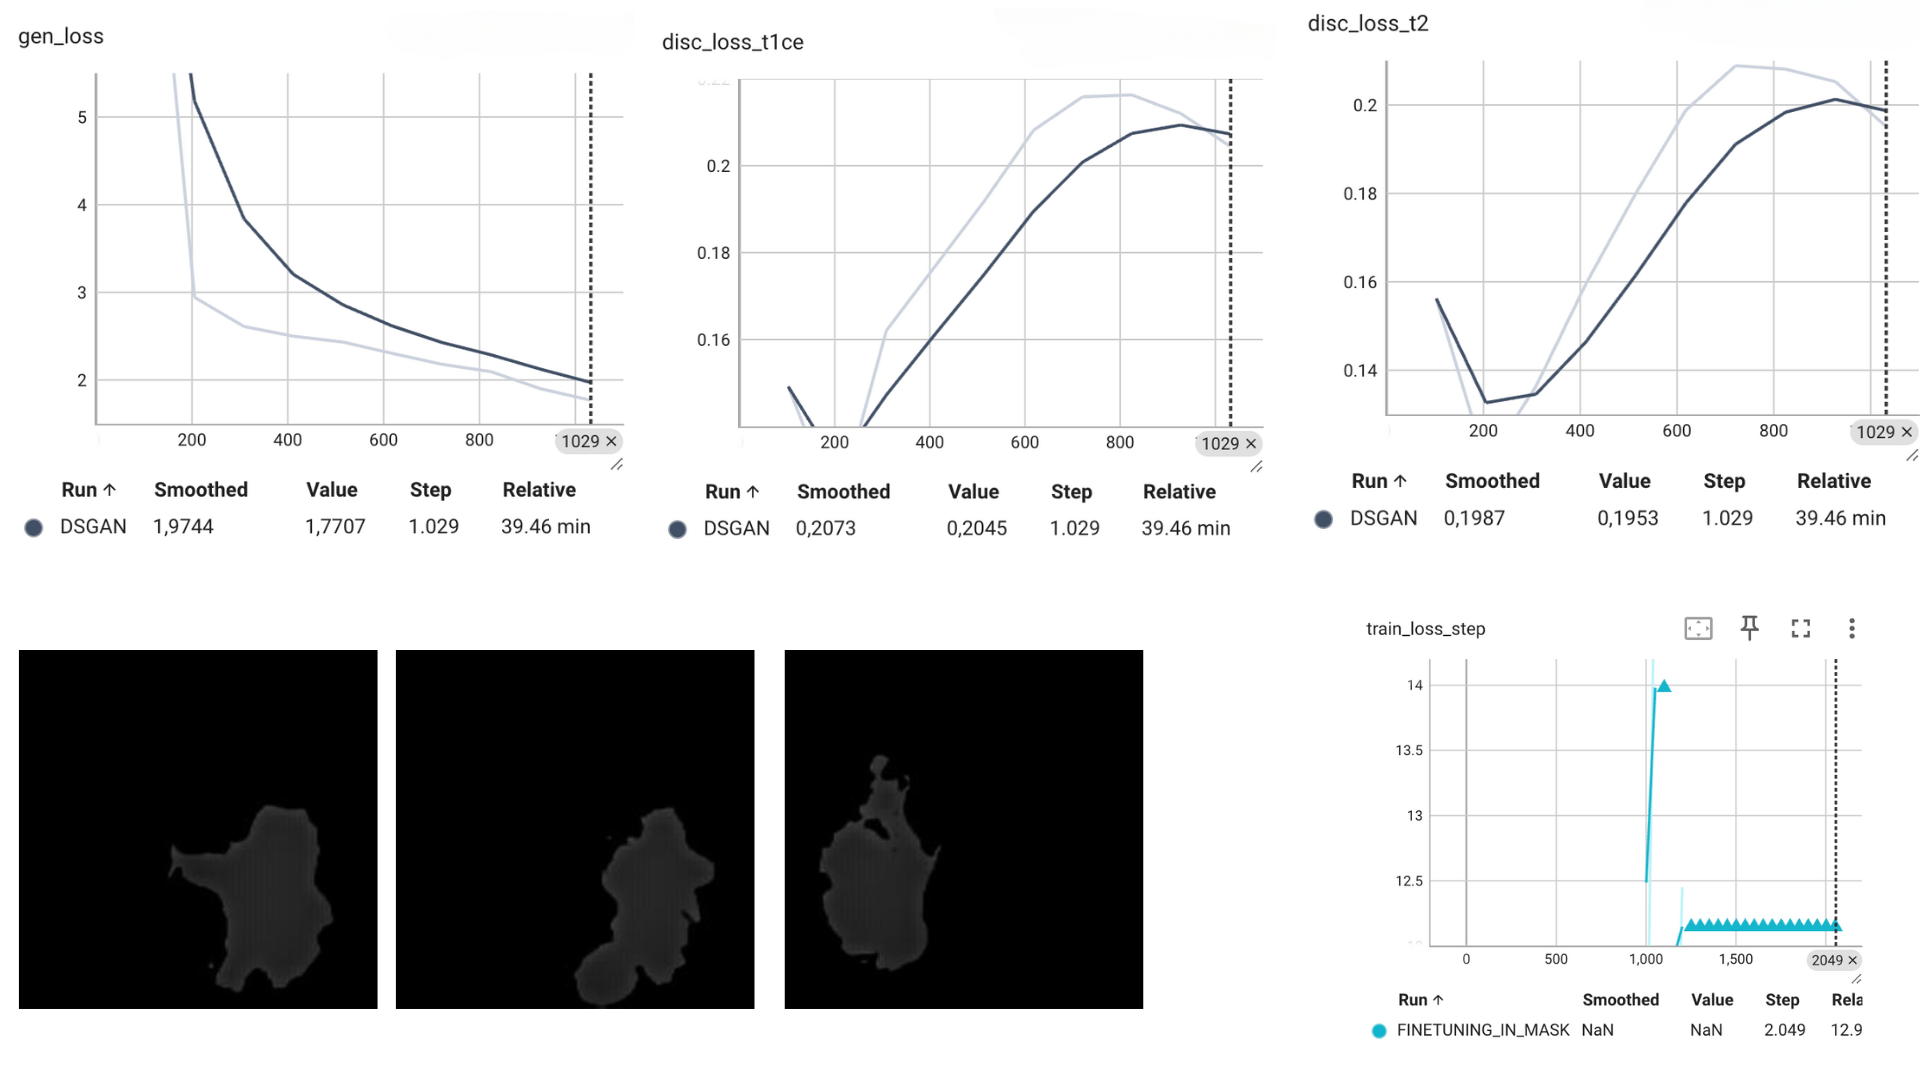 gen_loss
5
4
3
2
200 400 600 800 1029 ×
Run ↑ Smoothed Value Step Relative
DSGAN 1,9744 1,7707 1.029 39.46 min
disc_loss_t1ce
0.22
0.2
0.18
0.16
200 400 600 800 1029 ×
Run ↑ Smoothed Value Step Relative
DSGAN 0,2073 0,2045 1.029 39.46 min
disc_loss_t2
0.2
0.18
0.16
0.14
200 400 600 800 1029 ×
Run ↑ Smoothed Value Step Relative
DSGAN 0,1987 0,1953 1.029 39.46 min
train_loss_step
14
13.5
13
12.5
0 500 1,000 1,500 2049 ×
Run ↑ Smoothed Value Step Rela
FINETUNING_IN_MASK NaN NaN 2.049 12.9